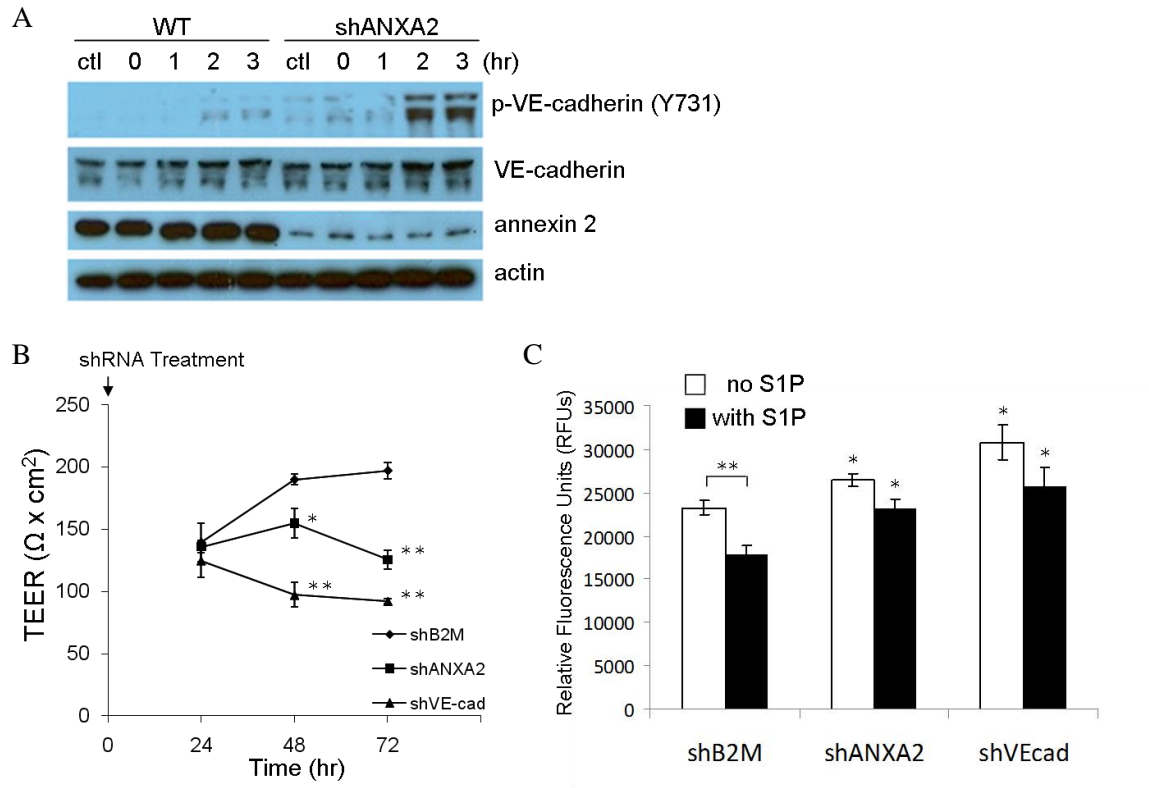 A
WT shANXA2
ctl 0 1 2 3 ctl 0 1 2 3 (hr)
p-VE-cadherin (Y731)
VE-cadherin
annexin 2
actin
B
shRNA Treatment
TEER (Ω x cm²)
250
200
150
100
50
0
*
**
**
**
shB2M
shANXA2
shVE-cad
0 24 48 72
Time (hr)
C
no S1P
with S1P
Relative Fluorescence Units (RFUs)
35000
30000
25000
20000
15000
10000
5000
0
**
*
*
*
*
shB2M shANXA2 shVEcad